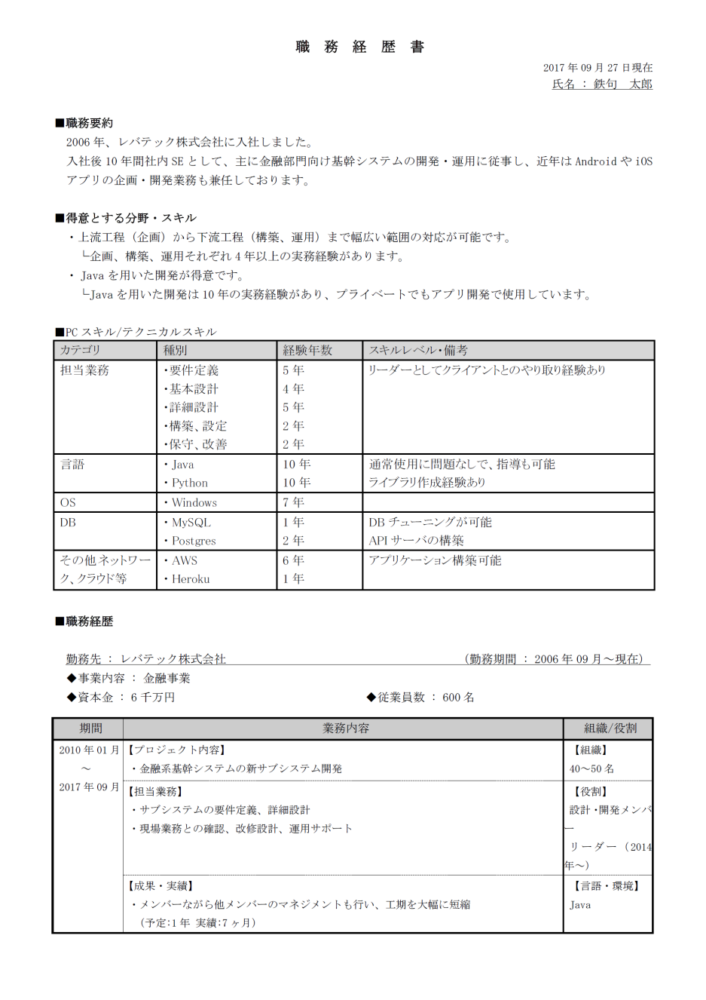 職 務 経 歴 書
2017 年 09 月 27 日現在
氏名 ： 鉄句　太郎
■職務要約
2006 年、レバテック株式会社に入社しました。
入社後 10 年間社内 SE として、主に金融部門向け基幹システムの開発・運用に従事し、近年は Android や iOS
アプリの企画・開発業務も兼任しております。
■得意とする分野・スキル
・上流工程（企画）から下流工程（構築、運用）まで幅広い範囲の対応が可能です。
└企画、構築、運用それぞれ 4 年以上の実務経験があります。
・ Java を用いた開発が得意です。
└Java を用いた開発は 10 年の実務経験があり、プライベートでもアプリ開発で使用しています。
■PC スキル/テクニカルスキル
カテゴリ 種別 経験年数 スキルレベル・備考
担当業務 ・要件定義 5 年 リーダーとしてクライアントとのやり取り経験あり
・基本設計 4 年
・詳細設計 5 年
・構築、設定 2 年
・保守、改善 2 年
言語 ・Java 10 年 通常使用に問題なしで、指導も可能
・Python 10 年 ライブラリ作成経験あり
OS ・Windows 7 年
DB ・MySQL 1 年 DB チューニングが可能
・Postgres 2 年 API サーバの構築
その他ネットワー ・AWS 6 年 アプリケーション構築可能
ク、クラウド等 ・Heroku 1 年
■職務経歴
勤務先 ： レバテック株式会社 （勤務期間 ： 2006 年 09 月～現在）
◆事業内容 ： 金融事業
◆資本金 ： 6 千万円 ◆従業員数 ： 600 名
期間 業務内容 組織/役割
2010 年 01 月 【プロジェクト内容】 【組織】
～ ・金融系基幹システムの新サブシステム開発 40～50 名
2017 年 09 月 【担当業務】 【役割】
・サブシステムの要件定義、詳細設計 設計・開発メンバ
・現場業務との確認、改修設計、運用サポート ー
リーダー（2014
年～）
【成果・実績】 【言語・環境】
・メンバーながら他メンバーのマネジメントも行い、工期を大幅に短縮 Java
（予定:1 年 実績:7 ヶ月）